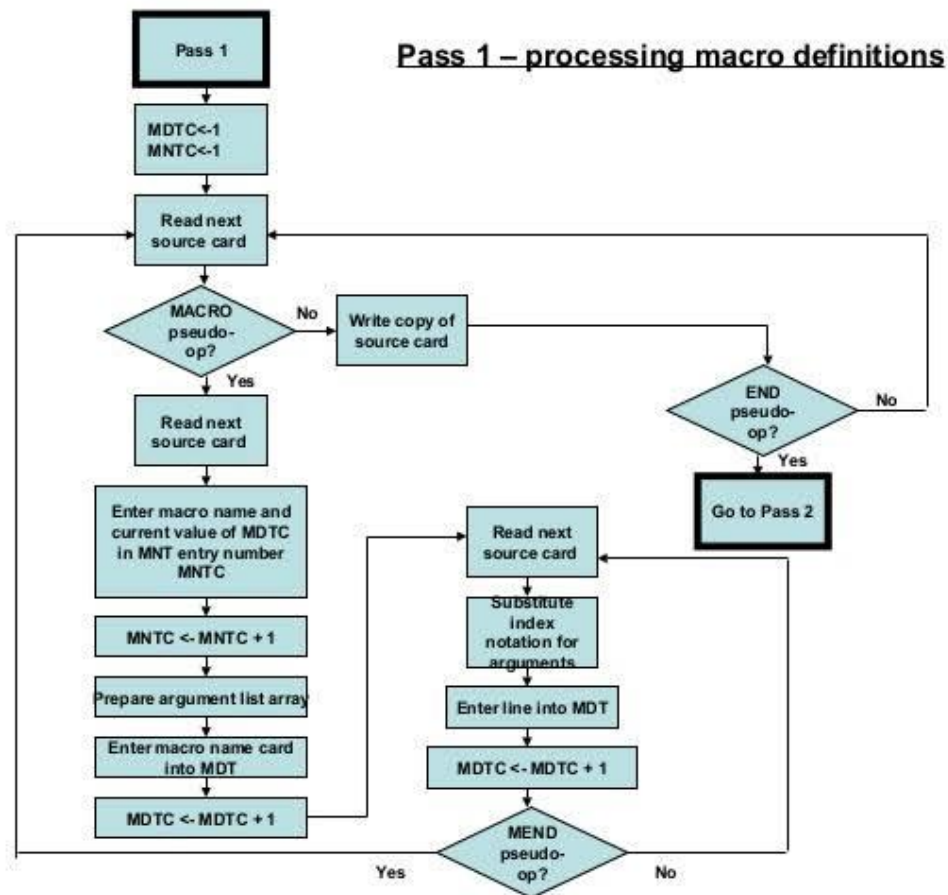 Pass 1
Pass 1 – processing macro definitions
MDTC<-1
MNTC<-1
Read next
source card
MACRO
pseudo-
op?
No
Write copy of
source card
END
pseudo-
op?
No
Yes
Go to Pass 2
Yes
Read next
source card
Enter macro name and
current value of MDTC
in MNT entry number
MNTC
MNTC <- MNTC + 1
Prepare argument list array
Enter macro name card
into MDT
MDTC <- MDTC + 1
Read next
source card
Substitute
index
notation for
arguments
Enter line into MDT
MDTC <- MDTC + 1
MEND
pseudo-
op?
Yes
No